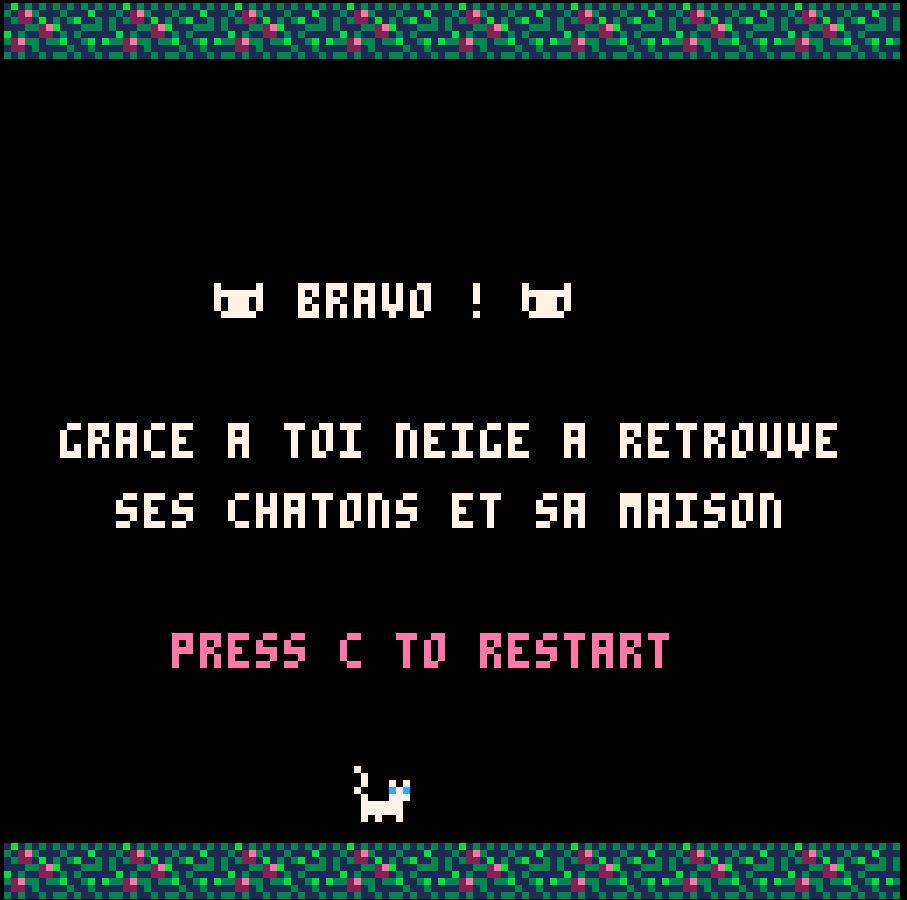 BRAVO !
GRACE A TOI NEIGE A RETROUVE
SES CHATONS ET SA MAISON
PRESS C TO RESTART